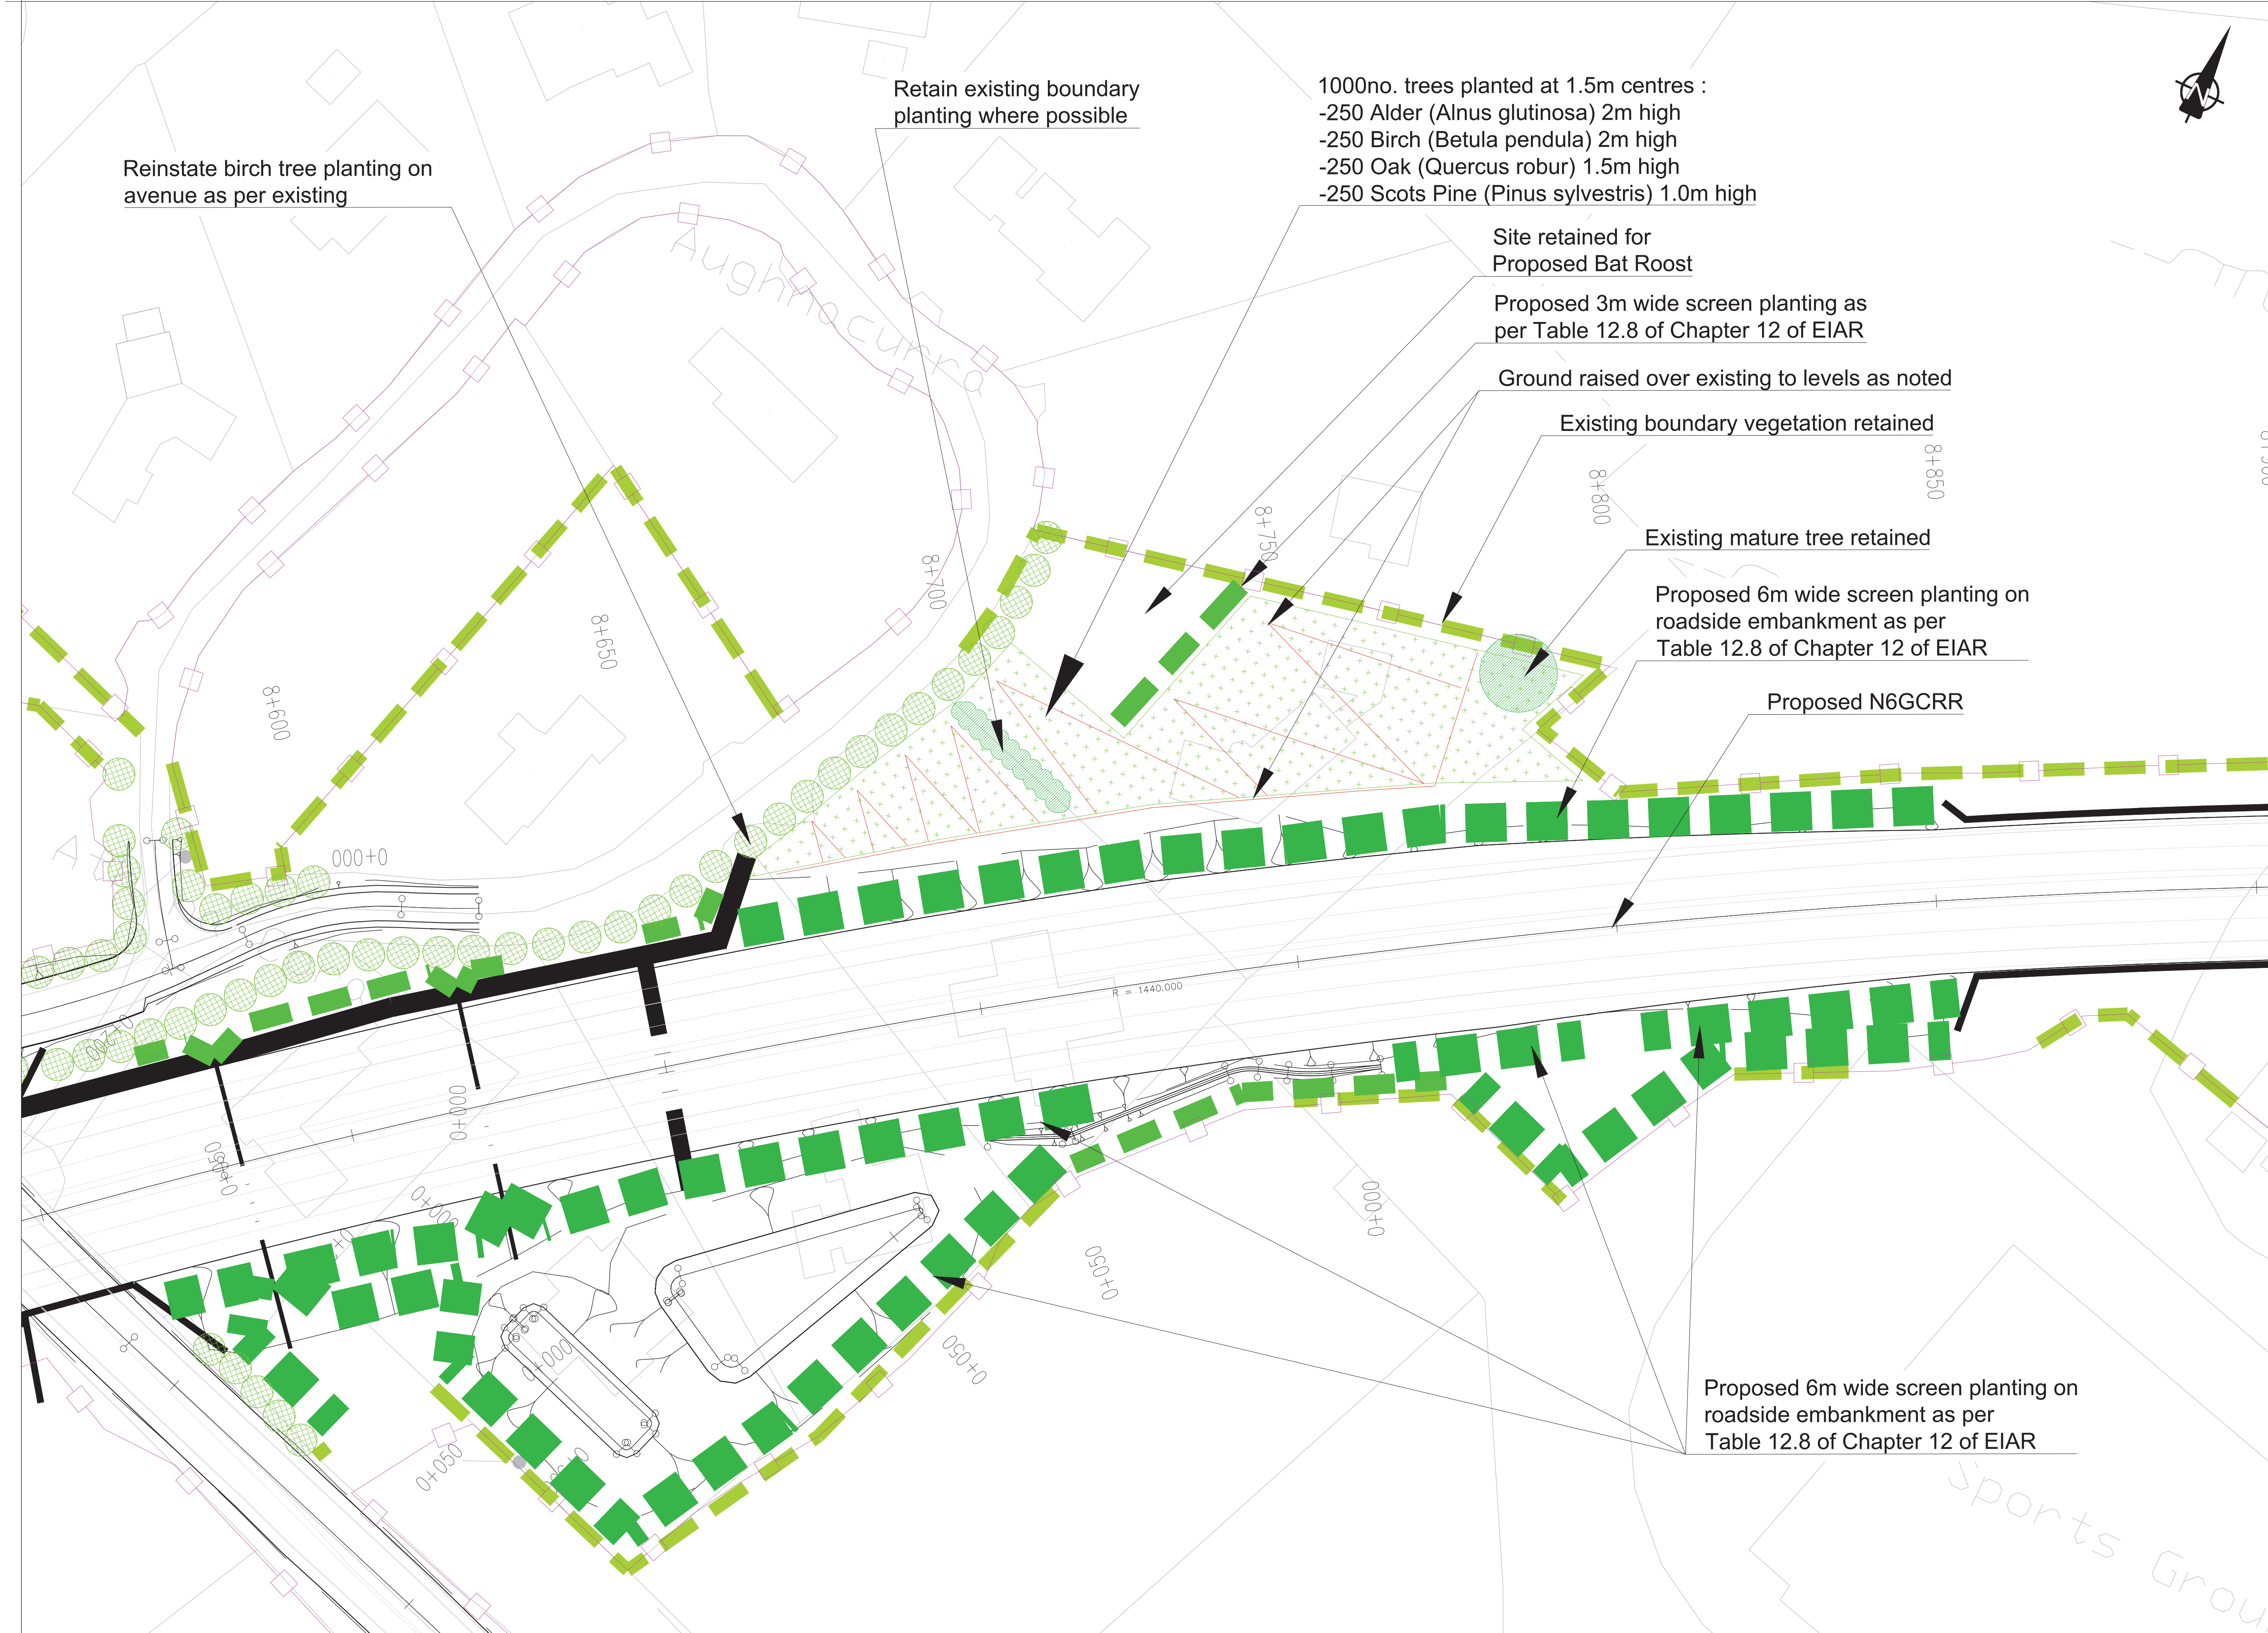 Retain existing boundary
planting where possible
1000no. trees planted at 1.5m centres :
-250 Alder (Alnus glutinosa) 2m high
-250 Birch (Betula pendula) 2m high
-250 Oak (Quercus robur) 1.5m high
-250 Scots Pine (Pinus sylvestris) 1.0m high
N
Reinstate birch tree planting on
avenue as per existing
Site retained for
Proposed Bat Roost
Proposed 3m wide screen planting as
per Table 12.8 of Chapter 12 of EIAR
Ground raised over existing to levels as noted
Existing boundary vegetation retained
Existing mature tree retained
Proposed 6m wide screen planting on
roadside embankment as per
Table 12.8 of Chapter 12 of EIAR
Proposed N6GCRR
Aughnacurra
8+600
8+650
8+700
8+750
8+800
8+850
0+000
R = 1440.000
0+000
0+050
0+000
0+000
0+050
0+050
0+000
0+050
Proposed 6m wide screen planting on
roadside embankment as per
Table 12.8 of Chapter 12 of EIAR
Sports Grou